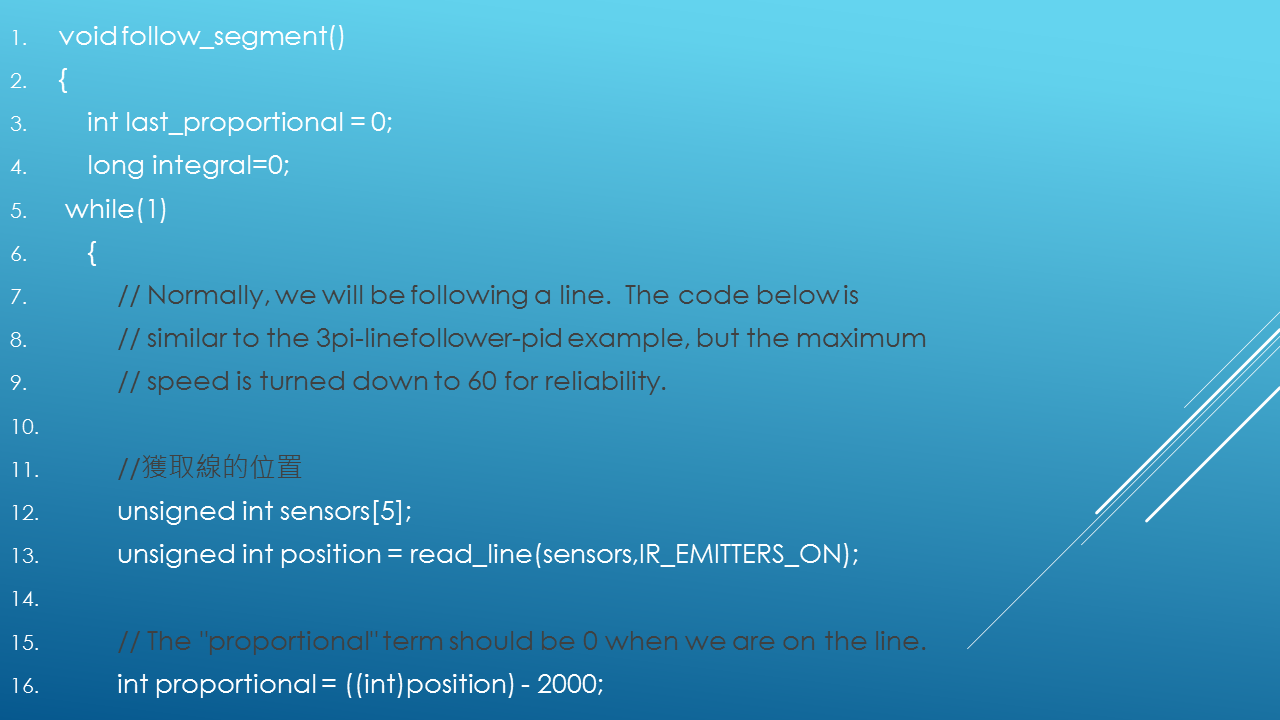 1. void follow_segment()
2. {
3. int last_proportional = 0;
4. long integral=0;
5. while(1)
6. {
7. // Normally, we will be following a line.  The code below is
8. // similar to the 3pi-linefollower-pid example, but the maximum
9. // speed is turned down to 60 for reliability.
10.
11. //獲取線的位置
12. unsigned int sensors[5];
13. unsigned int position = read_line(sensors,IR_EMITTERS_ON);
14.
15. // The "proportional" term should be 0 when we are on the line.
16. int proportional = ((int)position) - 2000;